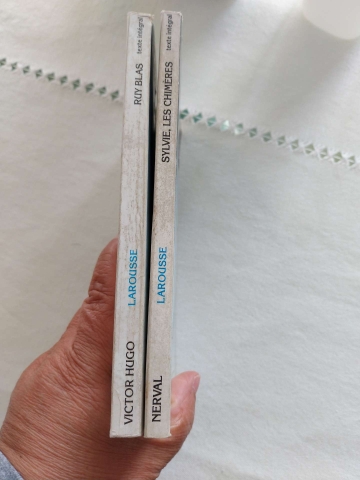 VICTOR HUGO LAROUSSE RUY BLAS texte intégral
NERVAL LAROUSSE SYLVIE, LES CHIMÈRES texte intégral